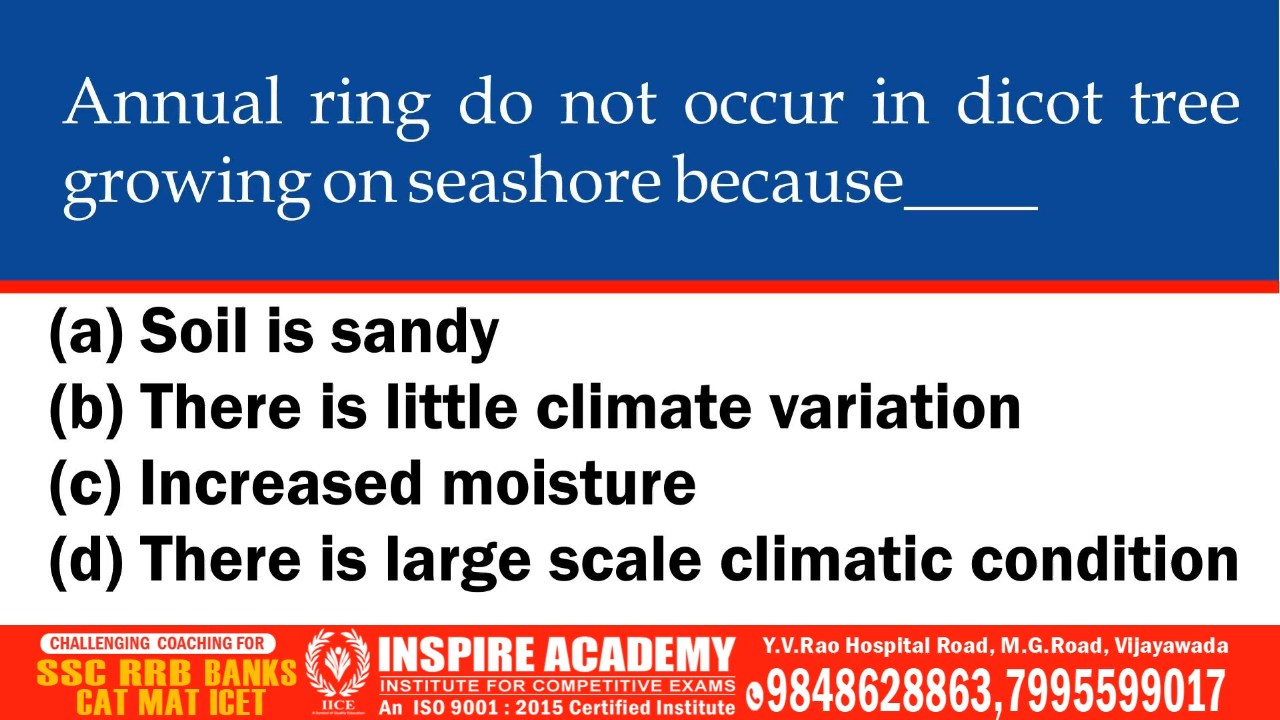 Annual ring do not occur in dicot tree
growing on seashore because_____
(a) Soil is sandy
(b) There is little climate variation
(c) Increased moisture
(d) There is large scale climatic condition
CHALLENGING COACHING FOR
SSC RRB BANKS
CAT MAT ICET
IICE
INSPIRE ACADEMY
INSTITUTE FOR COMPETITIVE EXAMS
An ISO 9001 : 2015 Certified Institute
Y.V.Rao Hospital Road, M.G.Road, Vijayawada
9848628863,7995599017